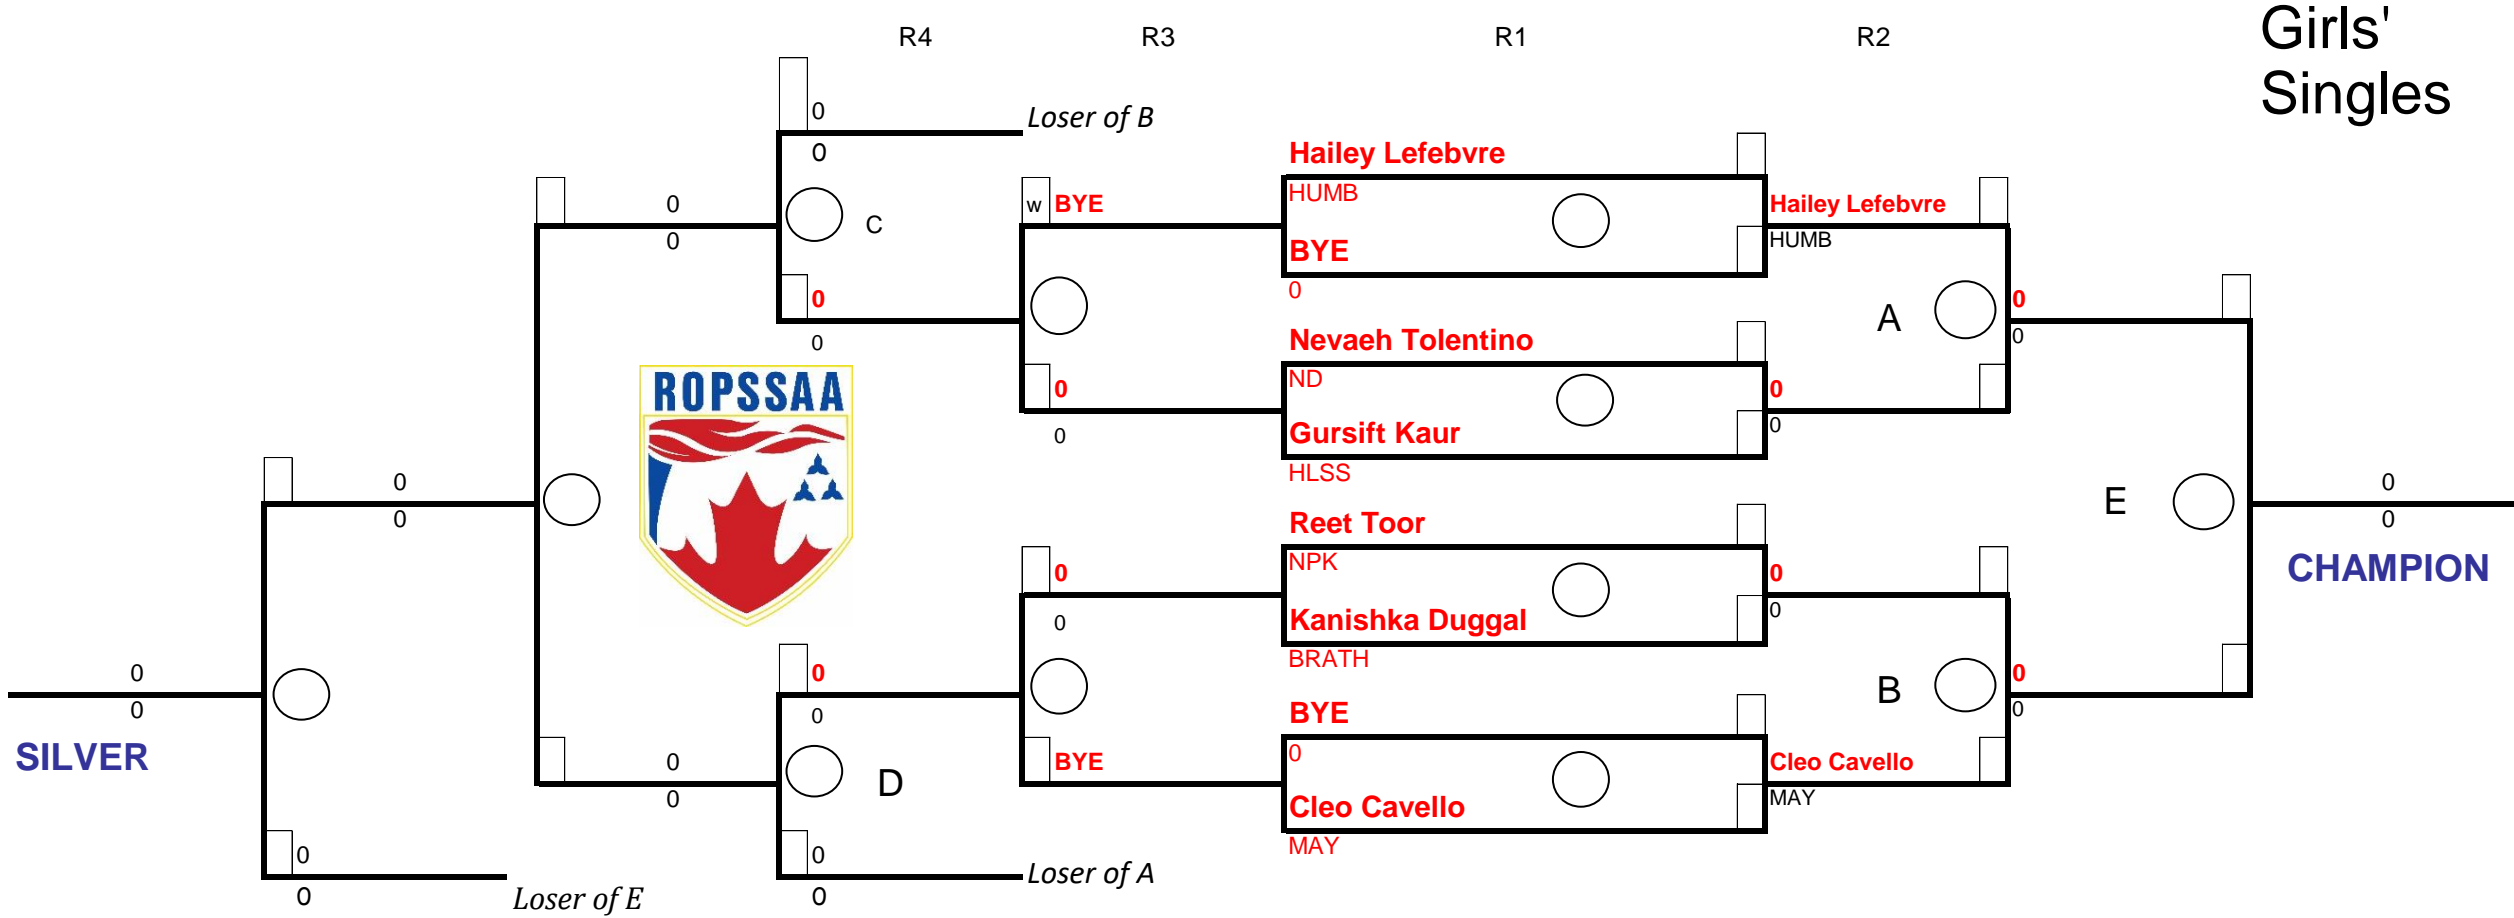 Girls'
Singles
R4
R3
R1
R2
0
Loser of B
0
Hailey Lefebvre
HUMB
BYE
0
0
0
C
w
BYE
Hailey Lefebvre
HUMB
0
0
0
0
Nevaeh Tolentino
ND
Gursift Kaur
HLSS
A
0
0
0
0
ROPSSAA
0
0
Reet Toor
NPK
Kanishka Duggal
BRATH
E
0
0
CHAMPION
0
0
0
0
0
0
SILVER
0
0
BYE
0
Cleo Cavello
MAY
B
0
0
0
0
D
BYE
Cleo Cavello
MAY
0
0
Loser of E
0
0
Loser of A